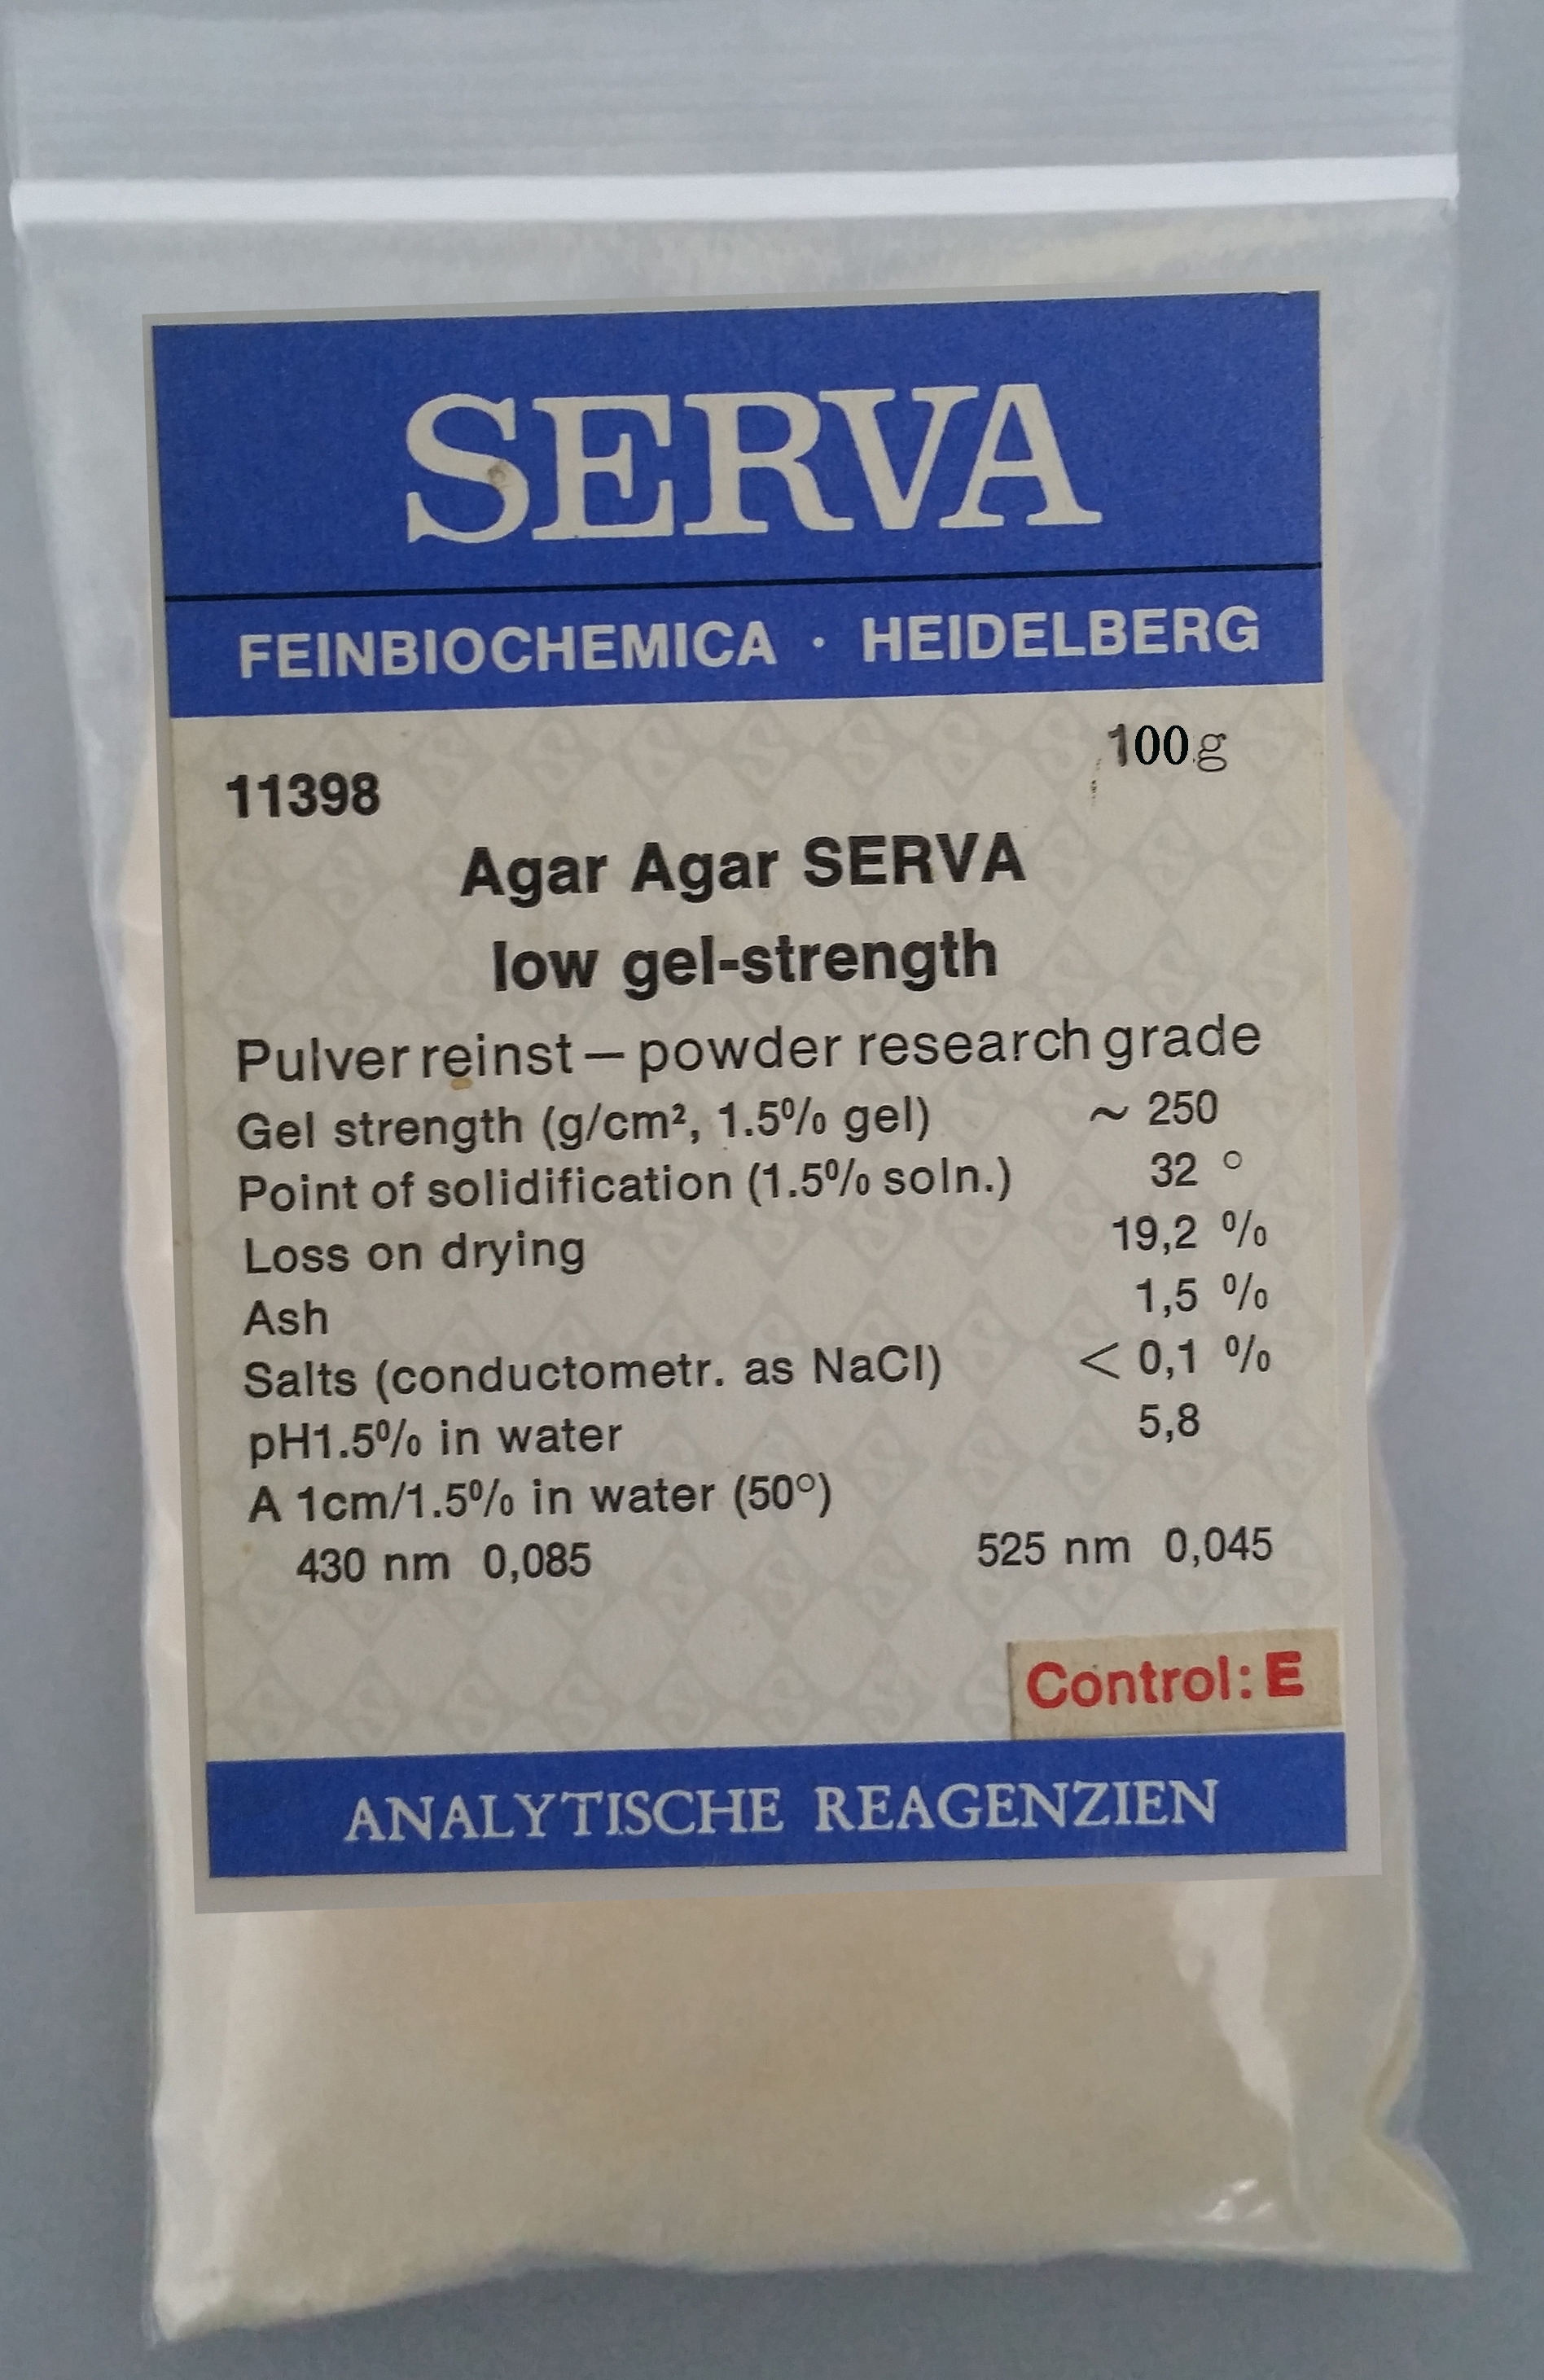 SERVA
FEINBIOCHEMICA · HEIDELBERG
100 g
11398
Agar Agar SERVA
low gel-strength
Pulver reinst — powder research grade
Gel strength (g/cm², 1.5% gel) ~ 250
Point of solidification (1.5% soln.) 32 °
Loss on drying 19,2 %
Ash 1,5 %
Salts (conductometr. as NaCl) < 0,1 %
pH1.5% in water 5,8
A 1cm/1.5% in water (50°)
430 nm 0,085 525 nm 0,045
Control: E
ANALYTISCHE REAGENZIEN